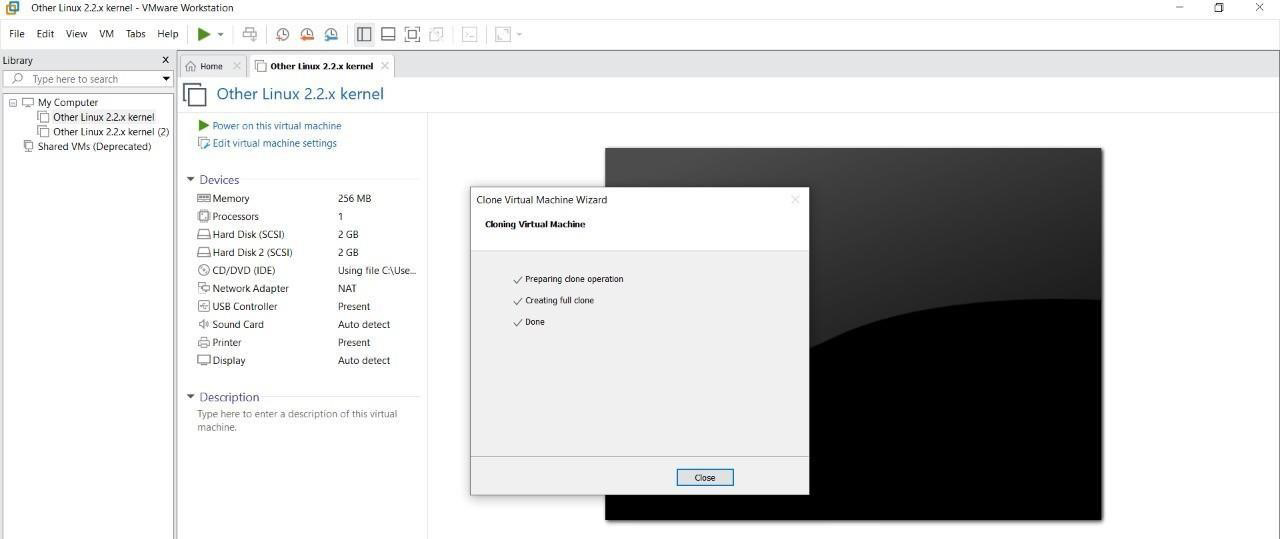 Other Linux 2.2.x kernel - VMware Workstation
File Edit View VM Tabs Help
Library X
Type here to search
My Computer
Other Linux 2.2.x kernel
Other Linux 2.2.x kernel (2)
Shared VMs (Deprecated)
Home Other Linux 2.2.x kernel
Other Linux 2.2.x kernel
Power on this virtual machine
Edit virtual machine settings
Devices
Memory 256 MB
Processors 1
Hard Disk (SCSI) 2 GB
Hard Disk 2 (SCSI) 2 GB
CD/DVD (IDE) Using file C:\Use...
Network Adapter NAT
USB Controller Present
Sound Card Auto detect
Printer Present
Display Auto detect
Description
Type here to enter a description of this virtual
machine.
Clone Virtual Machine Wizard
Cloning Virtual Machine
Preparing clone operation
Creating full clone
Done
Close